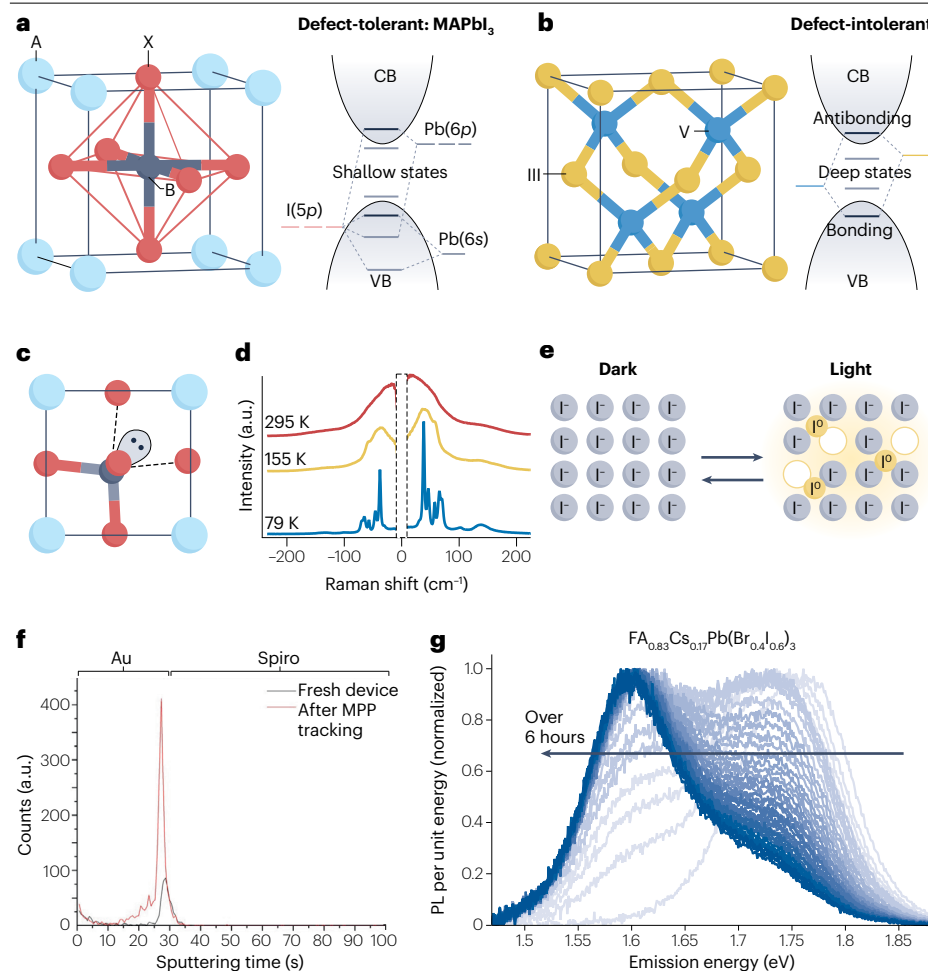 a
Defect-tolerant: MAPbI₃
A
X
B
CB
Pb(6p)
Shallow states
I(5p)
Pb(6s)
VB
b
Defect-intolerant
III
V
CB
Antibonding
Deep states
Bonding
VB
c
d
Intensity (a.u.)
295 K
155 K
79 K
–200 –100 0 100 200
Raman shift (cm⁻¹)
e
Dark
Light
I⁻ I⁻ I⁻ I⁻
I⁻ I⁻ I⁻ I⁻
I⁻ I⁻ I⁻ I⁻
I⁻ I⁻ I⁻ I⁻
I⁻ I⁻ I⁻ I⁻
I⁰
I⁻ I⁻
I⁰
I⁻ I⁻
I⁰
I⁻ I⁻ I⁻ I⁻
f
Au
Spiro
Fresh device
After MPP
tracking
Counts (a.u.)
400
300
200
100
0
0 10 20 30 40 50 60 70 80 90 100
Sputtering time (s)
g
FA₀.₈₃Cs₀.₁₇Pb(Br₀.₄I₀.₆)₃
Over
6 hours
PL per unit energy (normalized)
1.0
0.8
0.6
0.4
0.2
0
1.5 1.55 1.6 1.65 1.7 1.75 1.8 1.85
Emission energy (eV)